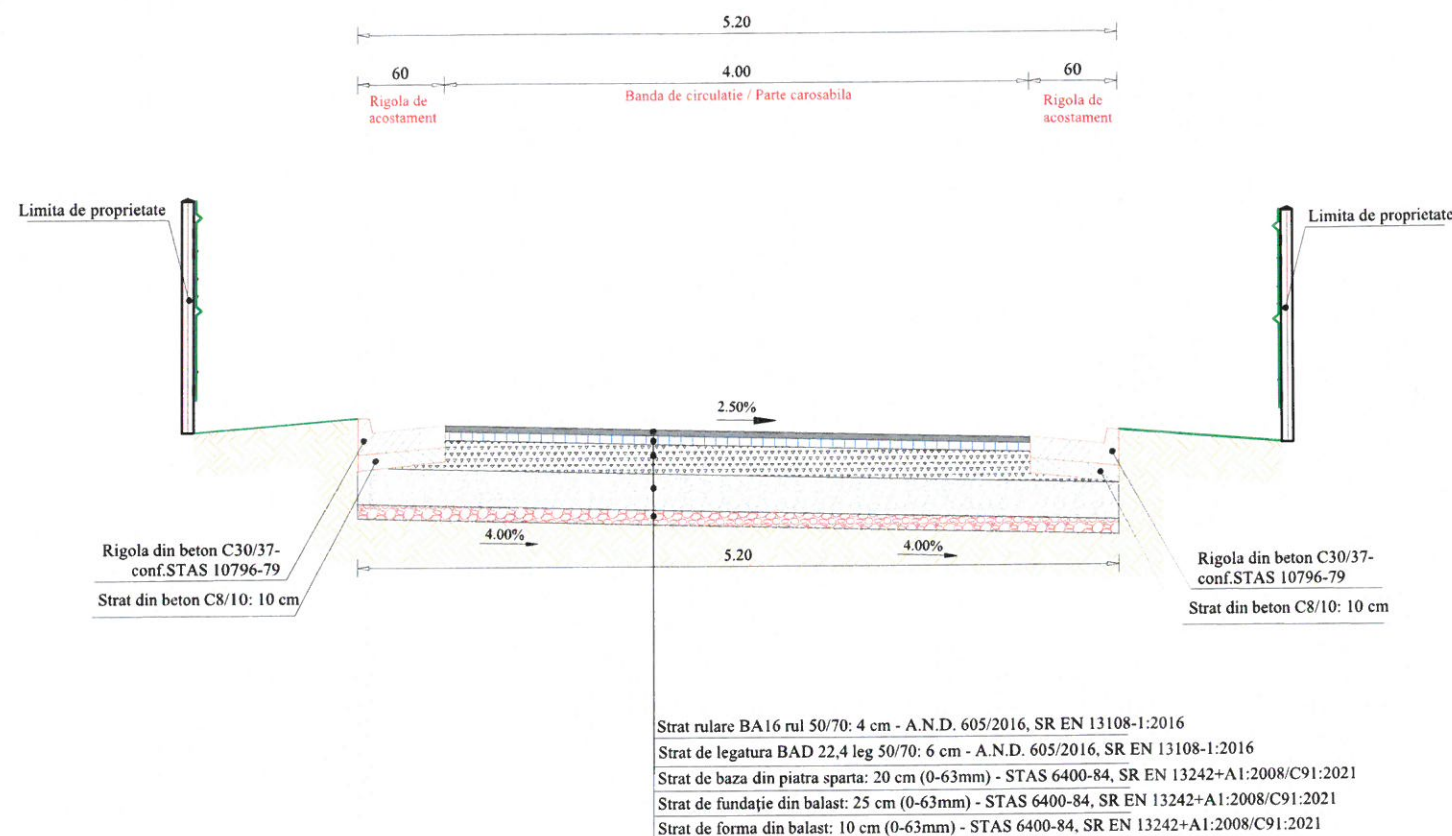 5.20
60
4.00
60
Rigola de
acostament
Banda de circulatie / Parte carosabila
Rigola de
acostament
Limita de proprietate
Limita de proprietate
2.50%
4.00%
4.00%
5.20
Rigola din beton C30/37-
conf.STAS 10796-79
Strat din beton C8/10: 10 cm
Rigola din beton C30/37-
conf.STAS 10796-79
Strat din beton C8/10: 10 cm
Strat rulare BA16 rul 50/70: 4 cm - A.N.D. 605/2016, SR EN 13108-1:2016
Strat de legatura BAD 22,4 leg 50/70: 6 cm - A.N.D. 605/2016, SR EN 13108-1:2016
Strat de baza din piatra sparta: 20 cm (0-63mm) - STAS 6400-84, SR EN 13242+A1:2008/C91:2021
Strat de fundație din balast: 25 cm (0-63mm) - STAS 6400-84, SR EN 13242+A1:2008/C91:2021
Strat de forma din balast: 10 cm (0-63mm) - STAS 6400-84, SR EN 13242+A1:2008/C91:2021